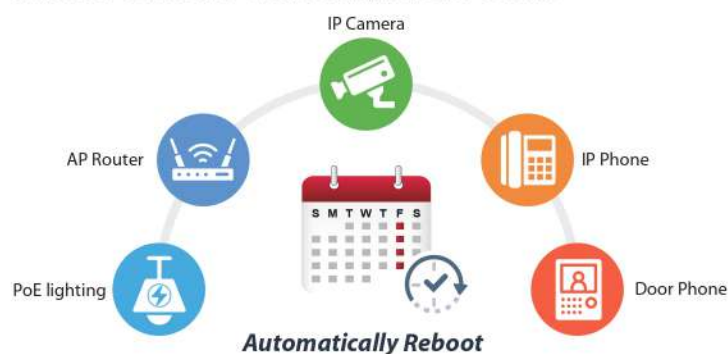 IP Camera
AP Router
IP Phone
S M T W T F S
PoE lighting
Door Phone
Automatically Reboot